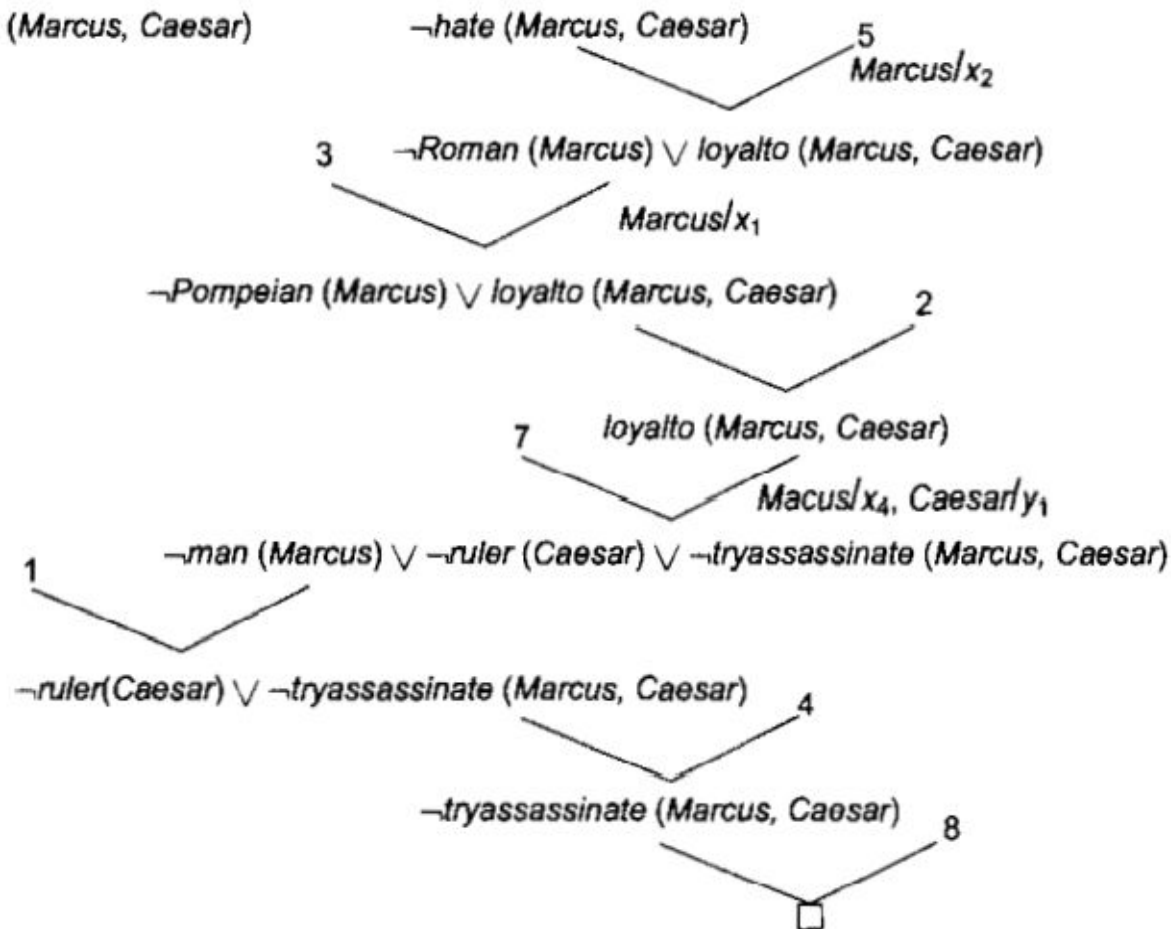 (Marcus, Caesar) ¬hate (Marcus, Caesar) 5
Marcus/x₂
3 ¬Roman (Marcus) ∨ loyalto (Marcus, Caesar)
Marcus/x₁
¬Pompeian (Marcus) ∨ loyalto (Marcus, Caesar) 2
7 loyalto (Marcus, Caesar)
Macus/x₄, Caesar/y₁
1 ¬man (Marcus) ∨ ¬ruler (Caesar) ∨ ¬tryassassinate (Marcus, Caesar)
¬ruler(Caesar) ∨ ¬tryassassinate (Marcus, Caesar) 4
¬tryassassinate (Marcus, Caesar) 8